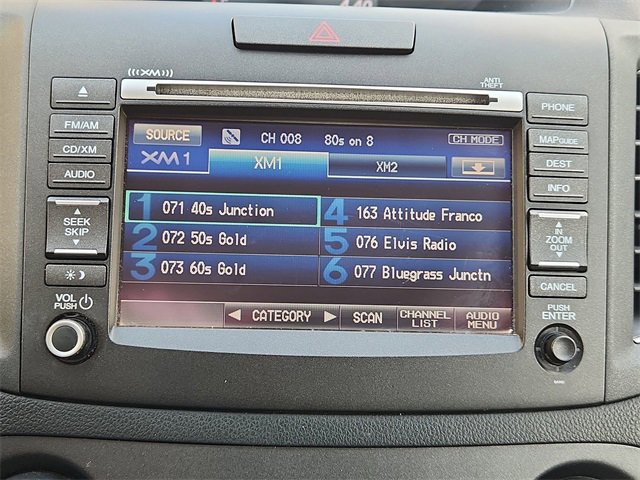 (((XM)))
ANTI
THEFT
FM/AM
CD/XM
AUDIO
SEEK
SKIP
VOL
PUSH
SOURCE
CH 008
80s on 8
CH MODE
XM 1
XM1
XM2
1 071 40s Junction
4 163 Attitude Franco
2 072 50s Gold
5 076 Elvis Radio
3 073 60s Gold
6 077 Bluegrass Junctn
CATEGORY
SCAN
CHANNEL
LIST
AUDIO
MENU
PHONE
MAPGUIDE
DEST
INFO
IN
ZOOM
OUT
CANCEL
PUSH
ENTER